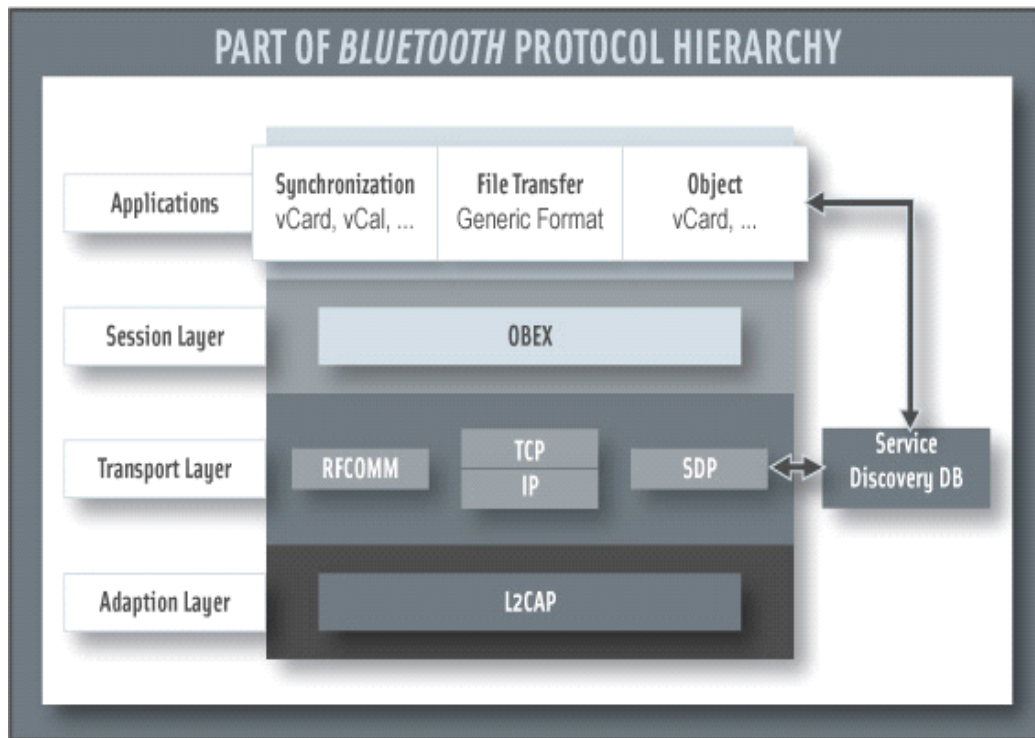 PART OF BLUETOOTH PROTOCOL HIERARCHY
Applications
Synchronization
vCard, vCal, ...
File Transfer
Generic Format
Object
vCard, ...
Session Layer
OBEX
Transport Layer
RFCOMM
TCP
IP
SDP
Service
Discovery DB
Adaption Layer
L2CAP